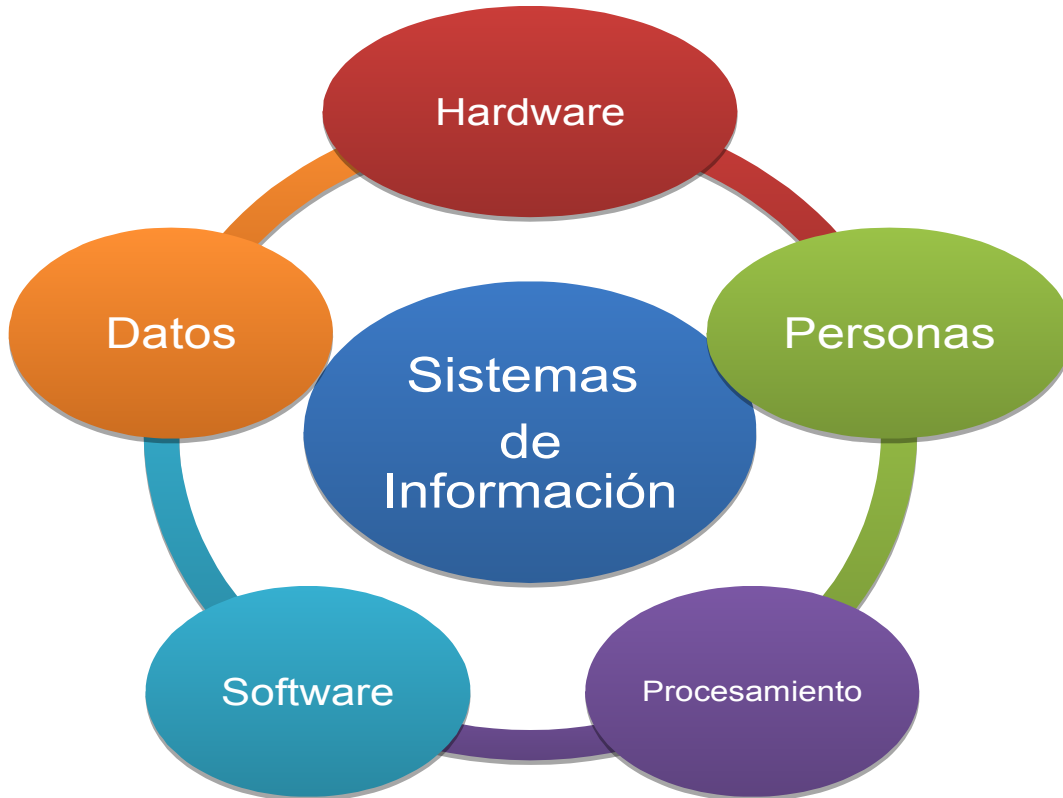 Hardware
Datos
Personas
Sistemas
de
Información
Software
Procesamiento